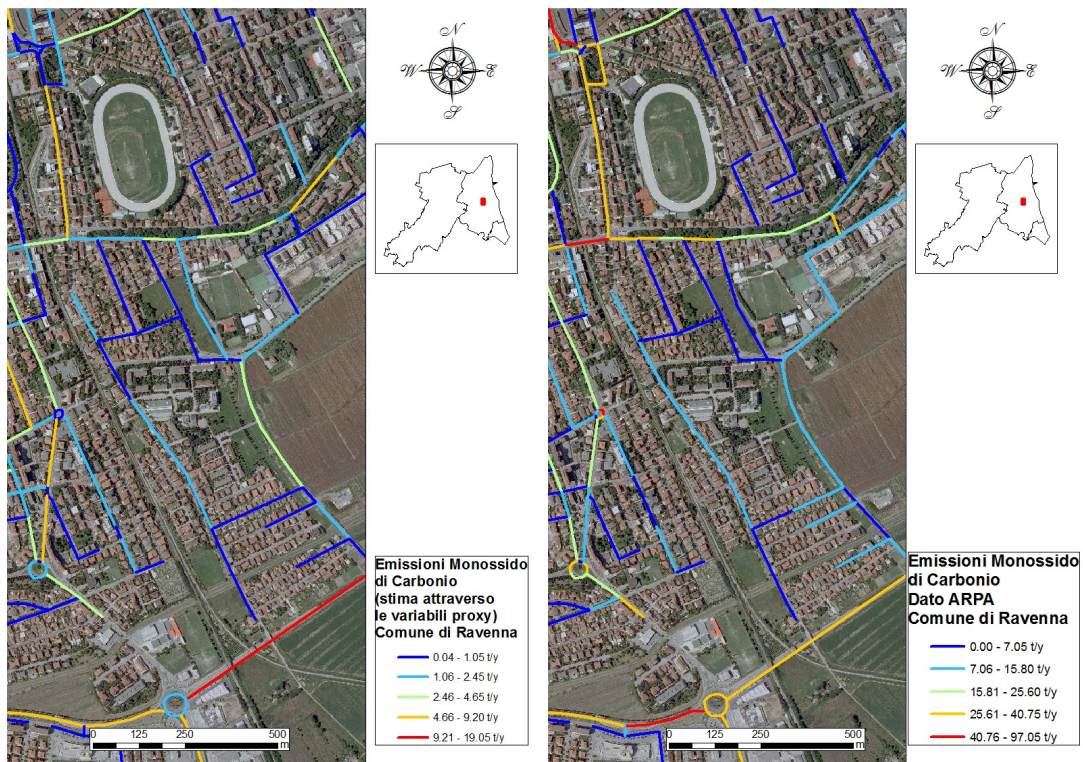 N
W
E
S
Emissioni Monossido
di Carbonio
(stima attraverso
le variabili proxy)
Comune di Ravenna
0.04 - 1.05 t/y
1.06 - 2.45 t/y
2.46 - 4.65 t/y
4.66 - 9.20 t/y
9.21 - 19.05 t/y
0 125 250 500
m
N
W
E
S
Emissioni Monossido
di Carbonio
Dato ARPA
Comune di Ravenna
0.00 - 7.05 t/y
7.06 - 15.80 t/y
15.81 - 25.60 t/y
25.61 - 40.75 t/y
40.76 - 97.05 t/y
0 125 250 500
m